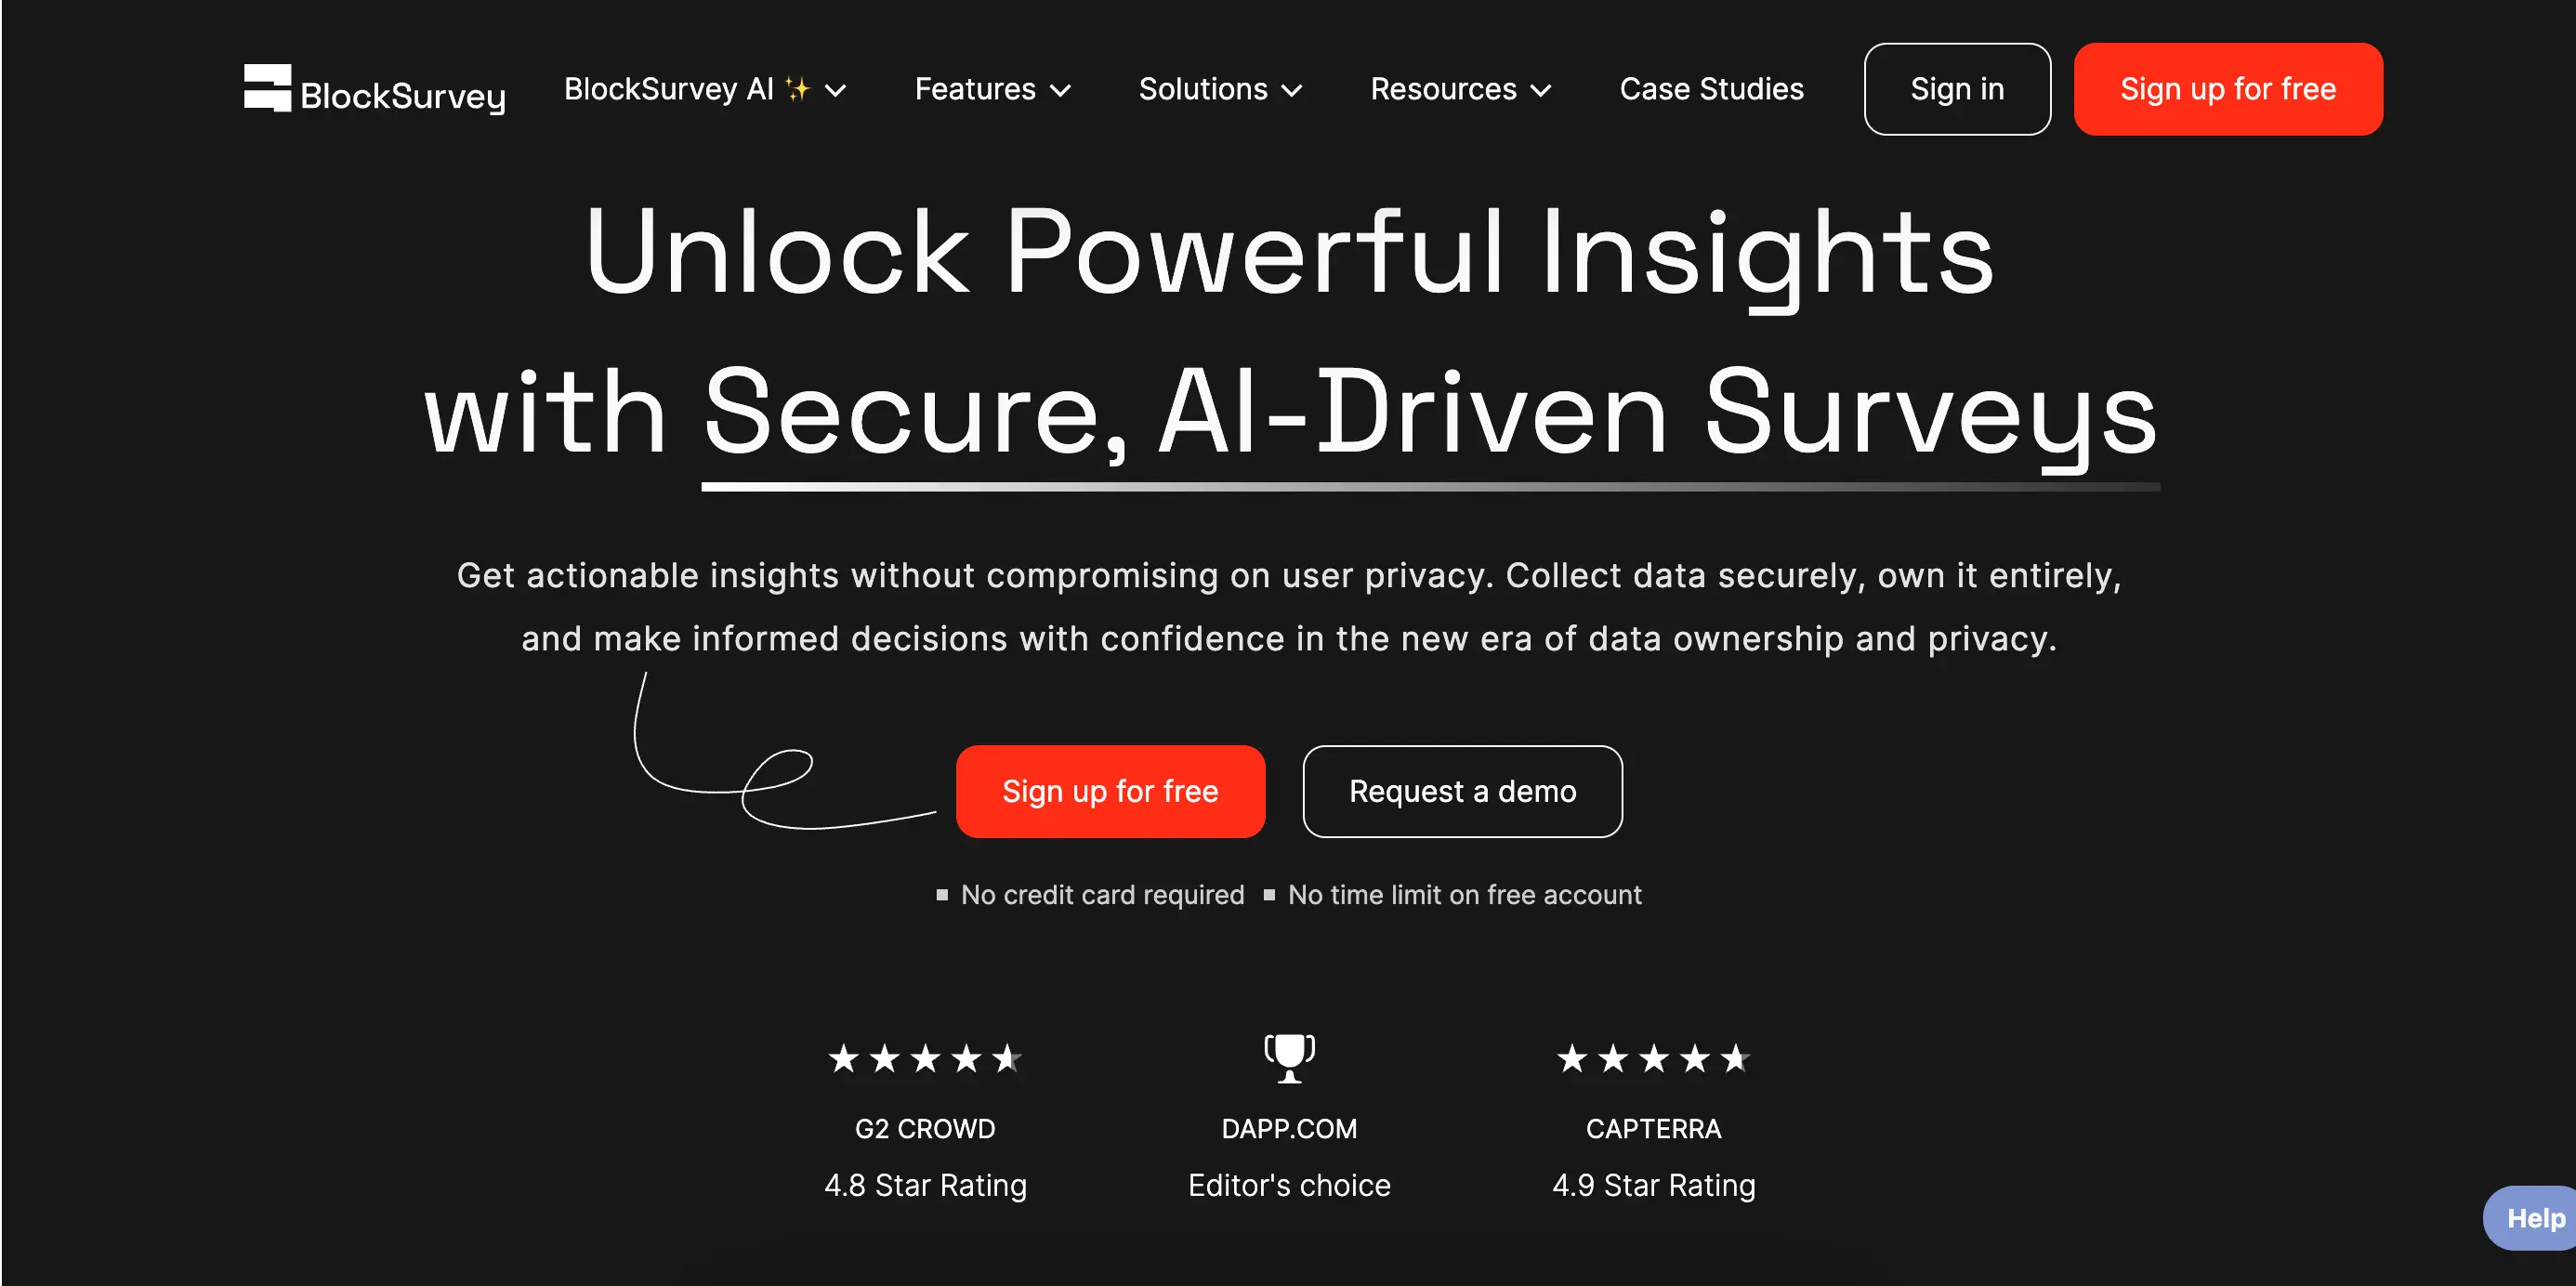 BlockSurvey
BlockSurvey AI ✨
Features
Solutions
Resources
Case Studies
Sign in
Sign up for free
Unlock Powerful Insights
with Secure, AI-Driven Surveys
Get actionable insights without compromising on user privacy. Collect data securely, own it entirely,
and make informed decisions with confidence in the new era of data ownership and privacy.
Sign up for free
Request a demo
No credit card required
No time limit on free account
G2 CROWD
4.8 Star Rating
DAPP.COM
Editor's choice
CAPTERRA
4.9 Star Rating
Help